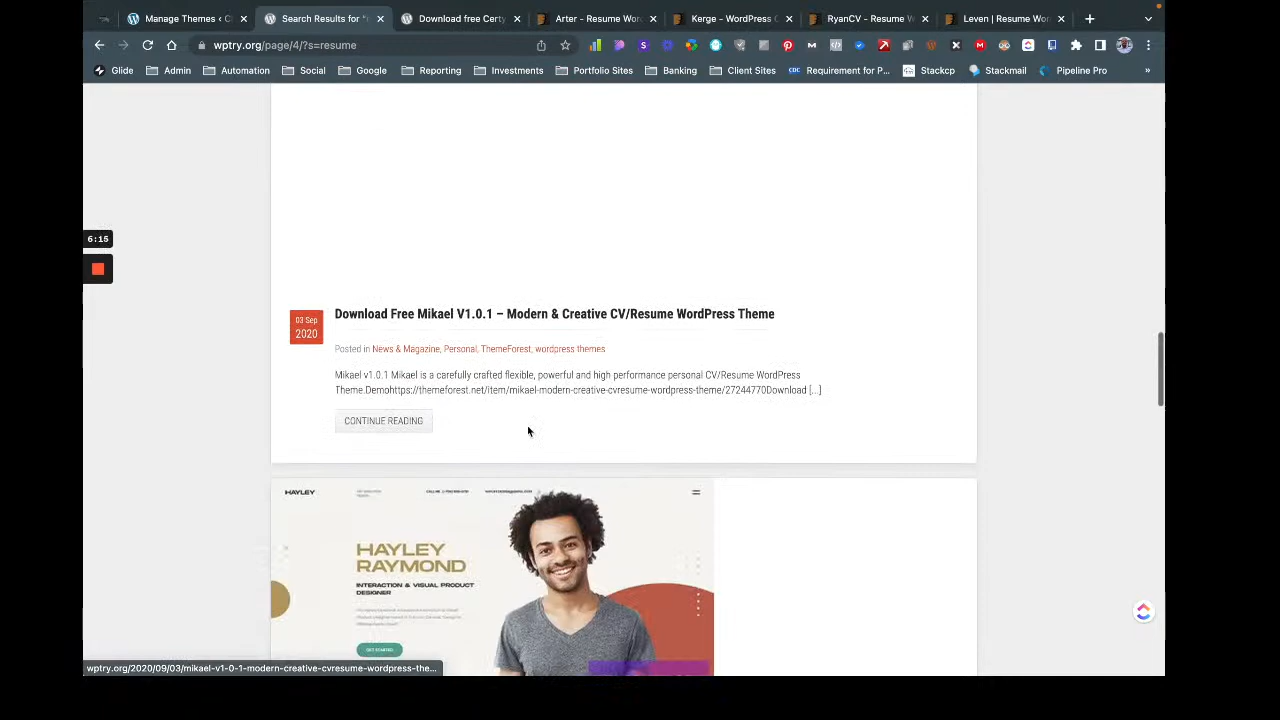 Manage Themes ‹ C
Search Results for "
Download free Certy
Arter - Resume Wor
Kerge - WordPress
RyanCV - Resume W
Leven | Resume Wor
wptry.org/page/4/?s=resume
Glide
Admin
Automation
Social
Google
Reporting
Investments
Portfolio Sites
Banking
Client Sites
CDC
Requirement for P...
Stackcp
Stackmail
Pipeline Pro
»
6:15
03 Sep
2020
Download Free Mikael V1.0.1 – Modern & Creative CV/Resume WordPress Theme
Posted in News & Magazine, Personal, ThemeForest, wordpress themes
Mikael v1.0.1 Mikael is a carefully crafted flexible, powerful and high performance personal CV/Resume WordPress
Theme.Demohttps://themeforest.net/item/mikael-modern-creative-cvresume-wordpress-theme/27244770Download [...]
CONTINUE READING
HAYLEY
HAYLEY
RAYMOND
INTERACTION & VISUAL PRODUCT
DESIGNER
GET STARTED
wptry.org/2020/09/03/mikael-v1-0-1-modern-creative-cvresume-wordpress-the...